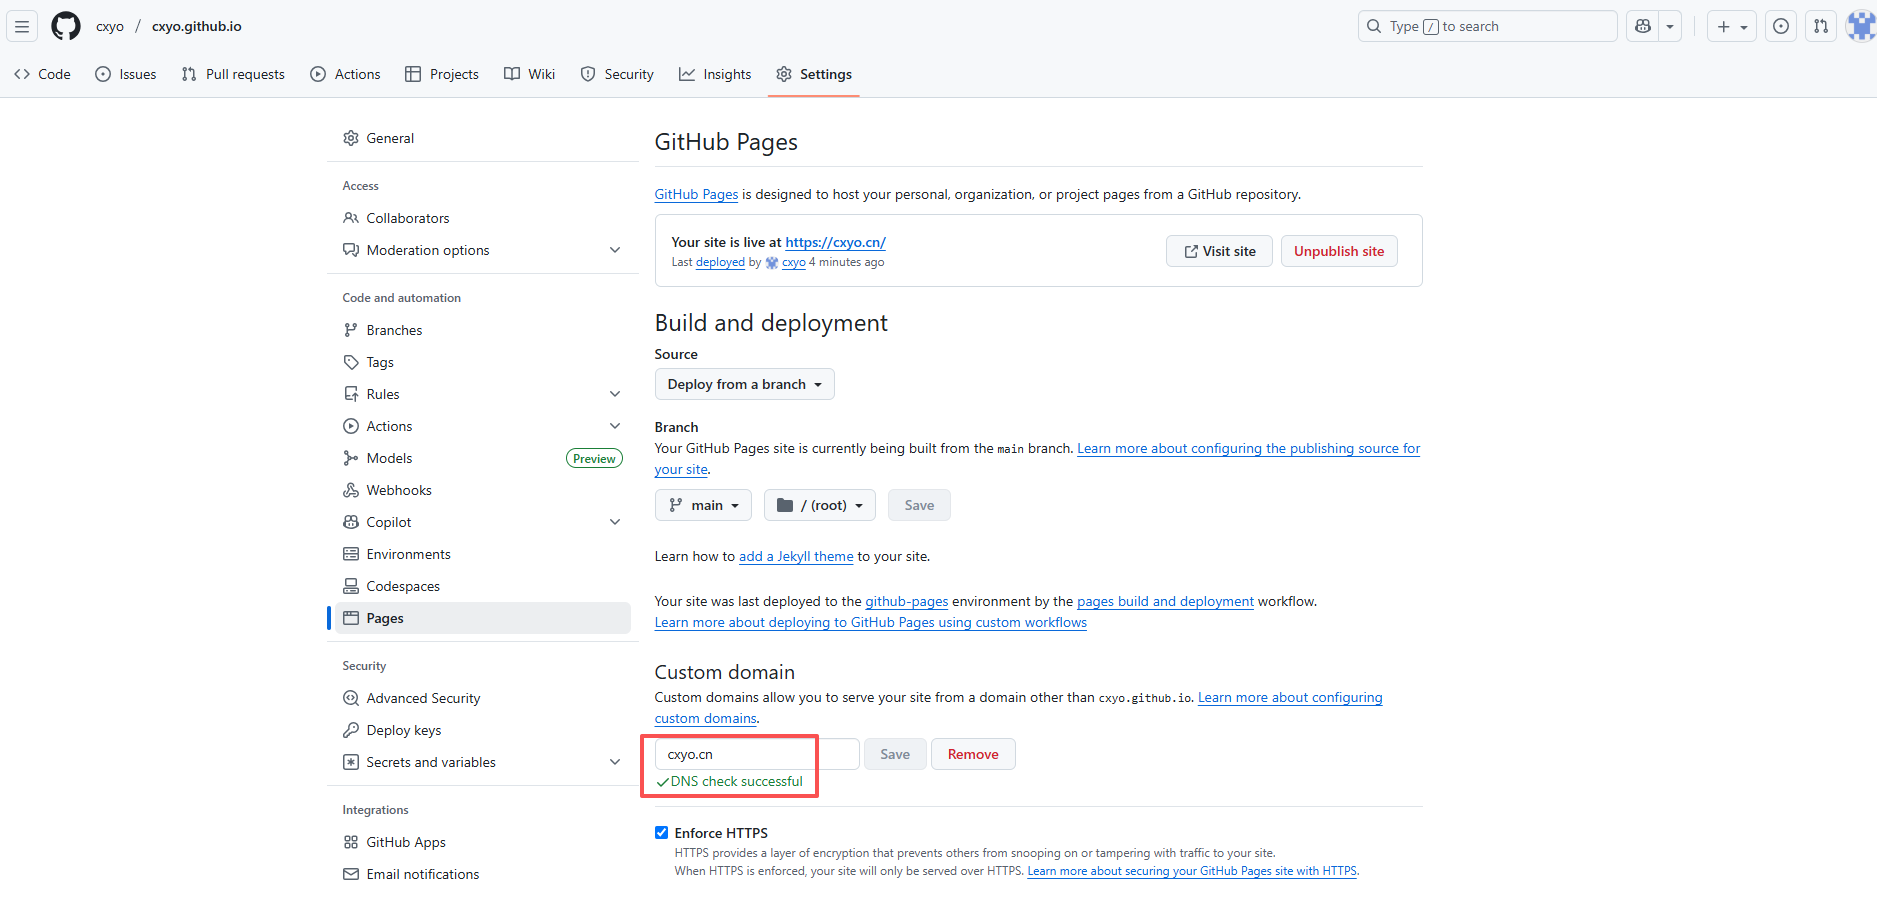 cxyo / cxyo.github.io
Type / to search
Code
Issues
Pull requests
Actions
Projects
Wiki
Security
Insights
Settings
General
Access
Collaborators
Moderation options
Code and automation
Branches
Tags
Rules
Actions
Models
Preview
Webhooks
Copilot
Environments
Codespaces
Pages
Security
Advanced Security
Deploy keys
Secrets and variables
Integrations
GitHub Apps
Email notifications
GitHub Pages
GitHub Pages is designed to host your personal, organization, or project pages from a GitHub repository.
Your site is live at https://cxyo.cn/
Last deployed by cxyo 4 minutes ago
Visit site
Unpublish site
Build and deployment
Source
Deploy from a branch
Branch
Your GitHub Pages site is currently being built from the main branch. Learn more about configuring the publishing source for
your site.
main
/ (root)
Save
Learn how to add a Jekyll theme to your site.
Your site was last deployed to the github-pages environment by the pages build and deployment workflow.
Learn more about deploying to GitHub Pages using custom workflows
Custom domain
Custom domains allow you to serve your site from a domain other than cxyo.github.io. Learn more about configuring
custom domains.
cxyo.cn
Save
Remove
DNS check successful
Enforce HTTPS
HTTPS provides a layer of encryption that prevents others from snooping on or tampering with traffic to your site.
When HTTPS is enforced, your site will only be served over HTTPS. Learn more about securing your GitHub Pages site with HTTPS.